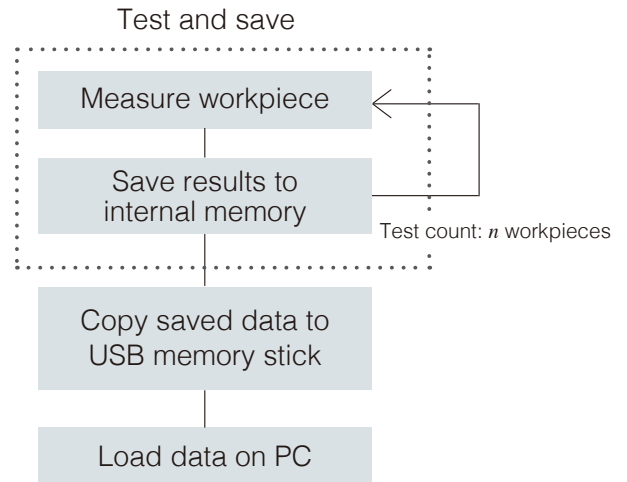 Test and save
Measure workpiece
Save results to
internal memory
Test count: n workpieces
Copy saved data to
USB memory stick
Load data on PC